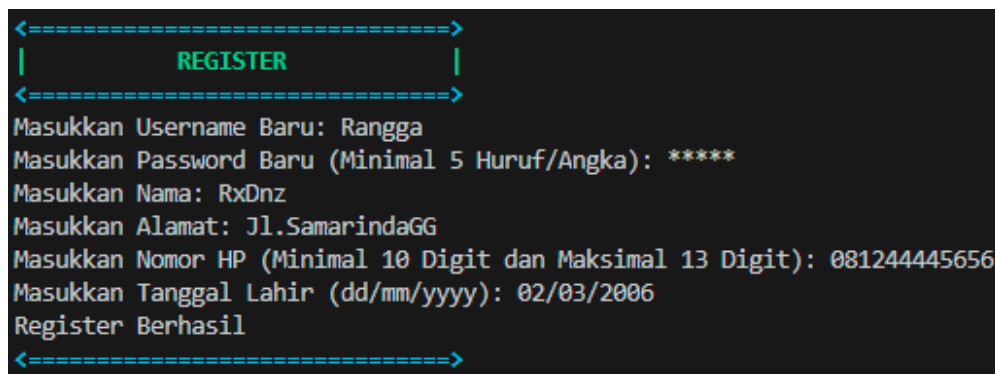 <===============================>
| REGISTER |
<===============================>
Masukkan Username Baru: Rangga
Masukkan Password Baru (Minimal 5 Huruf/Angka): *****
Masukkan Nama: RxDnz
Masukkan Alamat: Jl.SamarindaGG
Masukkan Nomor HP (Minimal 10 Digit dan Maksimal 13 Digit): 081244445656
Masukkan Tanggal Lahir (dd/mm/yyyy): 02/03/2006
Register Berhasil
<===============================>